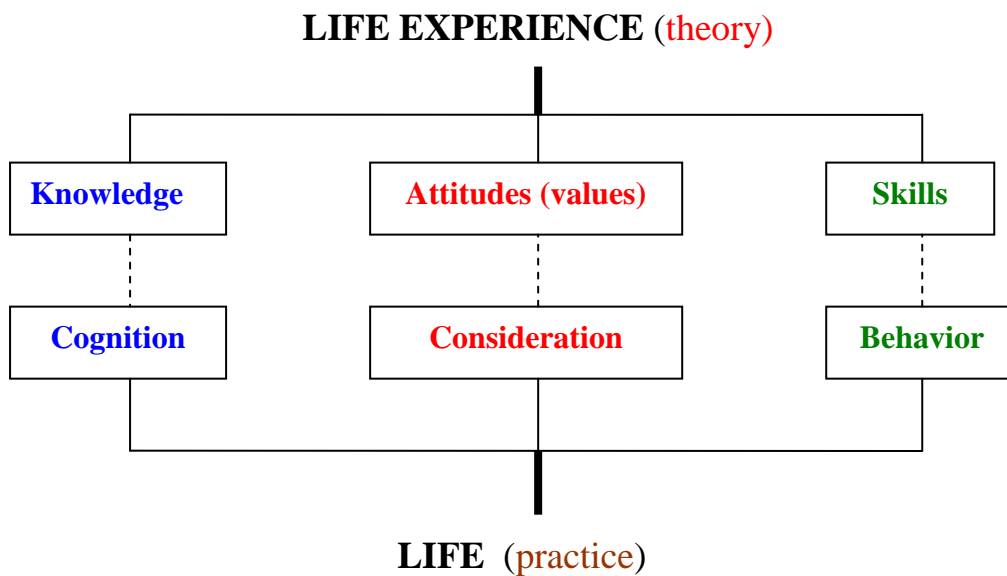 LIFE EXPERIENCE (theory)
Knowledge
Attitudes (values)
Skills
Cognition
Consideration
Behavior
LIFE (practice)